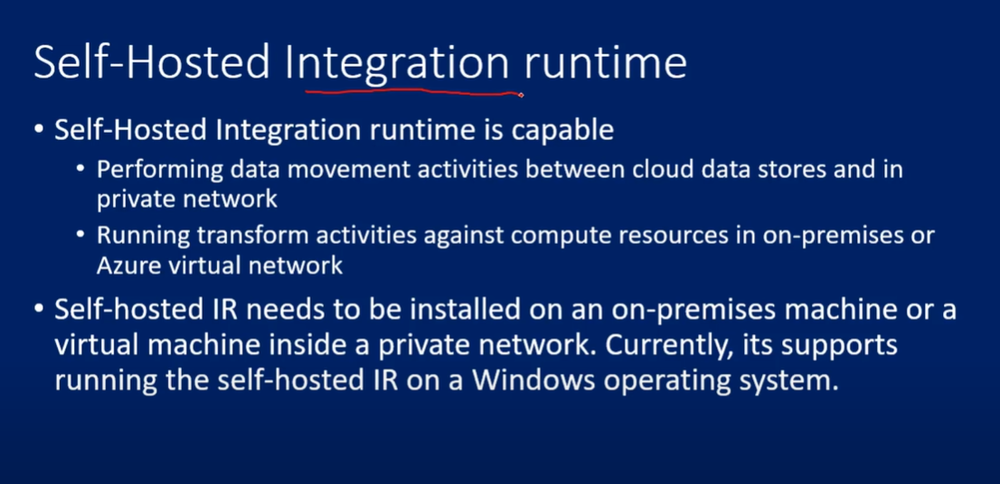 Self-Hosted Integration runtime
• Self-Hosted Integration runtime is capable
• Performing data movement activities between cloud data stores and in
private network
• Running transform activities against compute resources in on-premises or
Azure virtual network
• Self-hosted IR needs to be installed on an on-premises machine or a
virtual machine inside a private network. Currently, its supports
running the self-hosted IR on a Windows operating system.